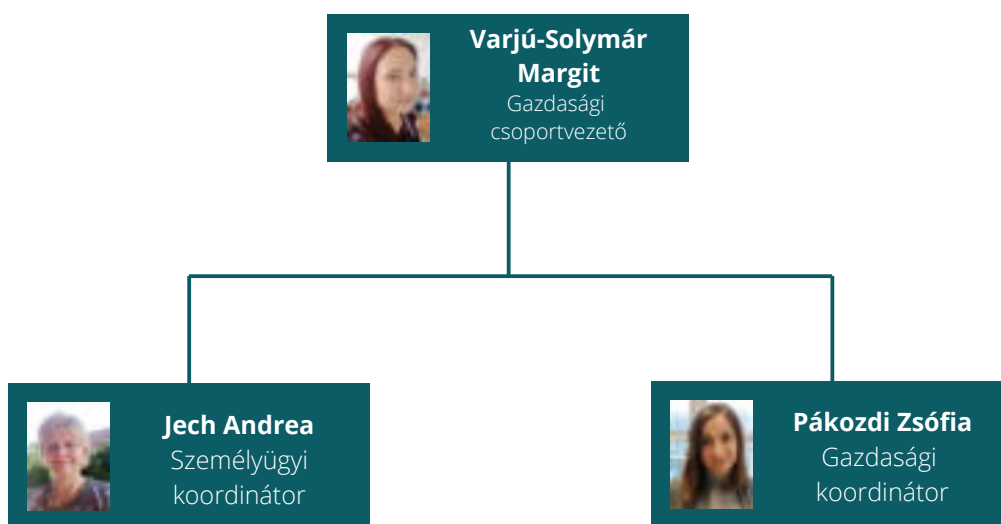 Varjú-Solymár
Margit
Gazdasági
csoportvezető
Jech Andrea
Személyügyi
koordinátor
Pákozdi Zsófia
Gazdasági
koordinátor